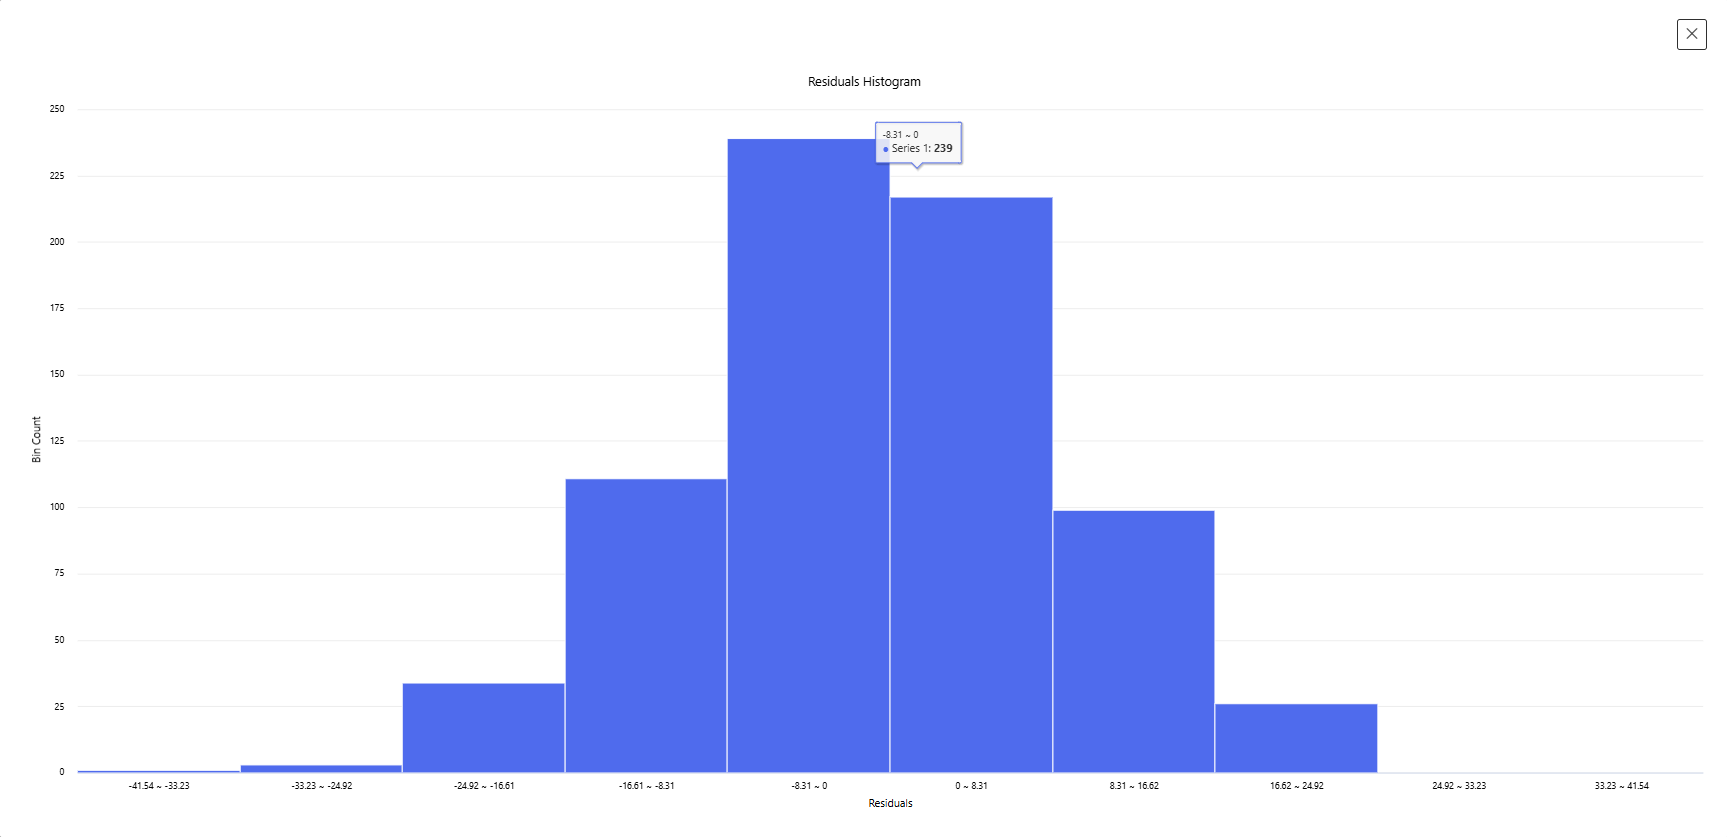 Residuals Histogram
250
-8.31 ~ 0
Series 1: 239
225
200
175
150
125
100
75
50
25
0
Bin Count
-41.54 ~ -33.23 -33.23 ~ -24.92 -24.92 ~ -16.61 -16.61 ~ -8.31 -8.31 ~ 0 0 ~ 8.31 8.31 ~ 16.62 16.62 ~ 24.92 24.92 ~ 33.23 33.23 ~ 41.54
Residuals